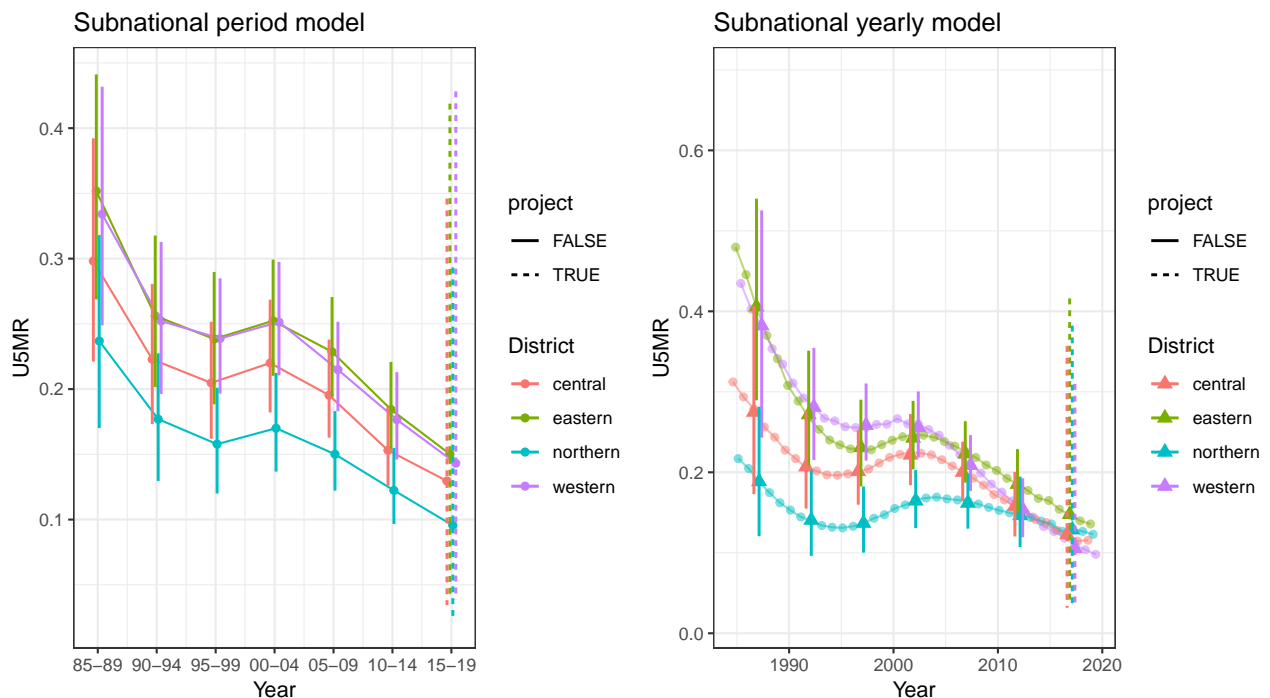 Subnational period model
U5MR
0.4
0.3
0.2
0.1
85–89 90–94 95–99 00–04 05–09 10–14 15–19
Year
project
FALSE
TRUE
District
central
eastern
northern
western
Subnational yearly model
U5MR
0.6
0.4
0.2
0.0
1990 2000 2010 2020
Year
project
FALSE
TRUE
District
central
eastern
northern
western